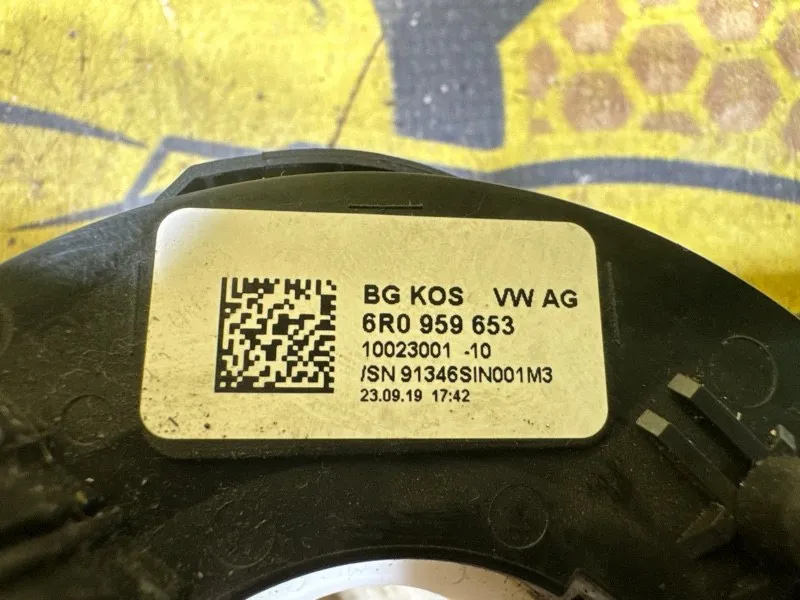 BG KOS VW AG
6R0 959 653
10023001 -10
/SN 91346SIN001M3
23.09.19 17:42